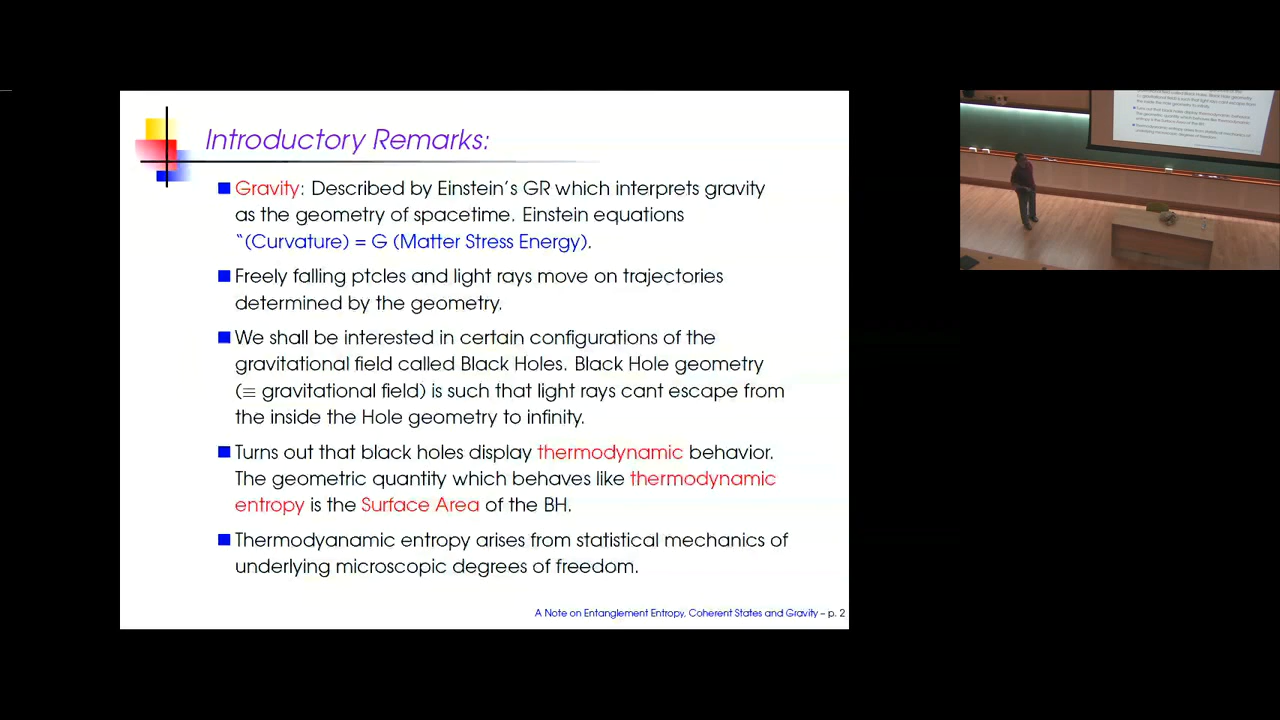 Introductory Remarks:
Gravity: Described by Einstein's GR which interprets gravity
as the geometry of spacetime. Einstein equations
"(Curvature) = G (Matter Stress Energy).
Freely falling ptcles and light rays move on trajectories
determined by the geometry.
We shall be interested in certain configurations of the
gravitational field called Black Holes. Black Hole geometry
(≡ gravitational field) is such that light rays cant escape from
the inside the Hole geometry to infinity.
Turns out that black holes display thermodynamic behavior.
The geometric quantity which behaves like thermodynamic
entropy is the Surface Area of the BH.
Thermodyanamic entropy arises from statistical mechanics of
underlying microscopic degrees of freedom.
A Note on Entanglement Entropy, Coherent States and Gravity – p. 2